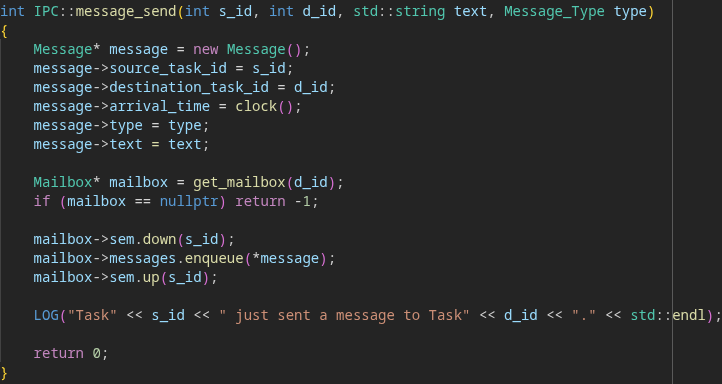 int IPC::message_send(int s_id, int d_id, std::string text, Message_Type type)
{
    Message* message = new Message();
    message->source_task_id = s_id;
    message->destination_task_id = d_id;
    message->arrival_time = clock();
    message->type = type;
    message->text = text;

    Mailbox* mailbox = get_mailbox(d_id);
    if (mailbox == nullptr) return -1;

    mailbox->sem.down(s_id);
    mailbox->messages.enqueue(*message);
    mailbox->sem.up(s_id);

    LOG("Task" << s_id << " just sent a message to Task" << d_id << "." << std::endl);

    return 0;
}